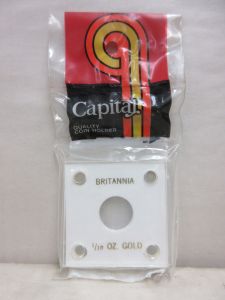 Capital
QUALITY
COIN HOLDER
BRITANNIA
1/10 OZ. GOLD